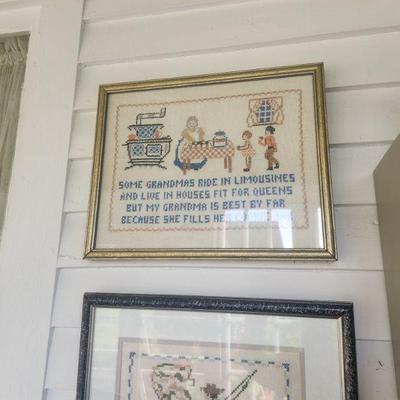 SOME GRANDMAS RIDE IN LIMOUSINES
AND LIVE IN HOUSES FIT FOR QUEENS
BUT MY GRANDMA IS BEST BY FAR
BECAUSE SHE FILLS HER